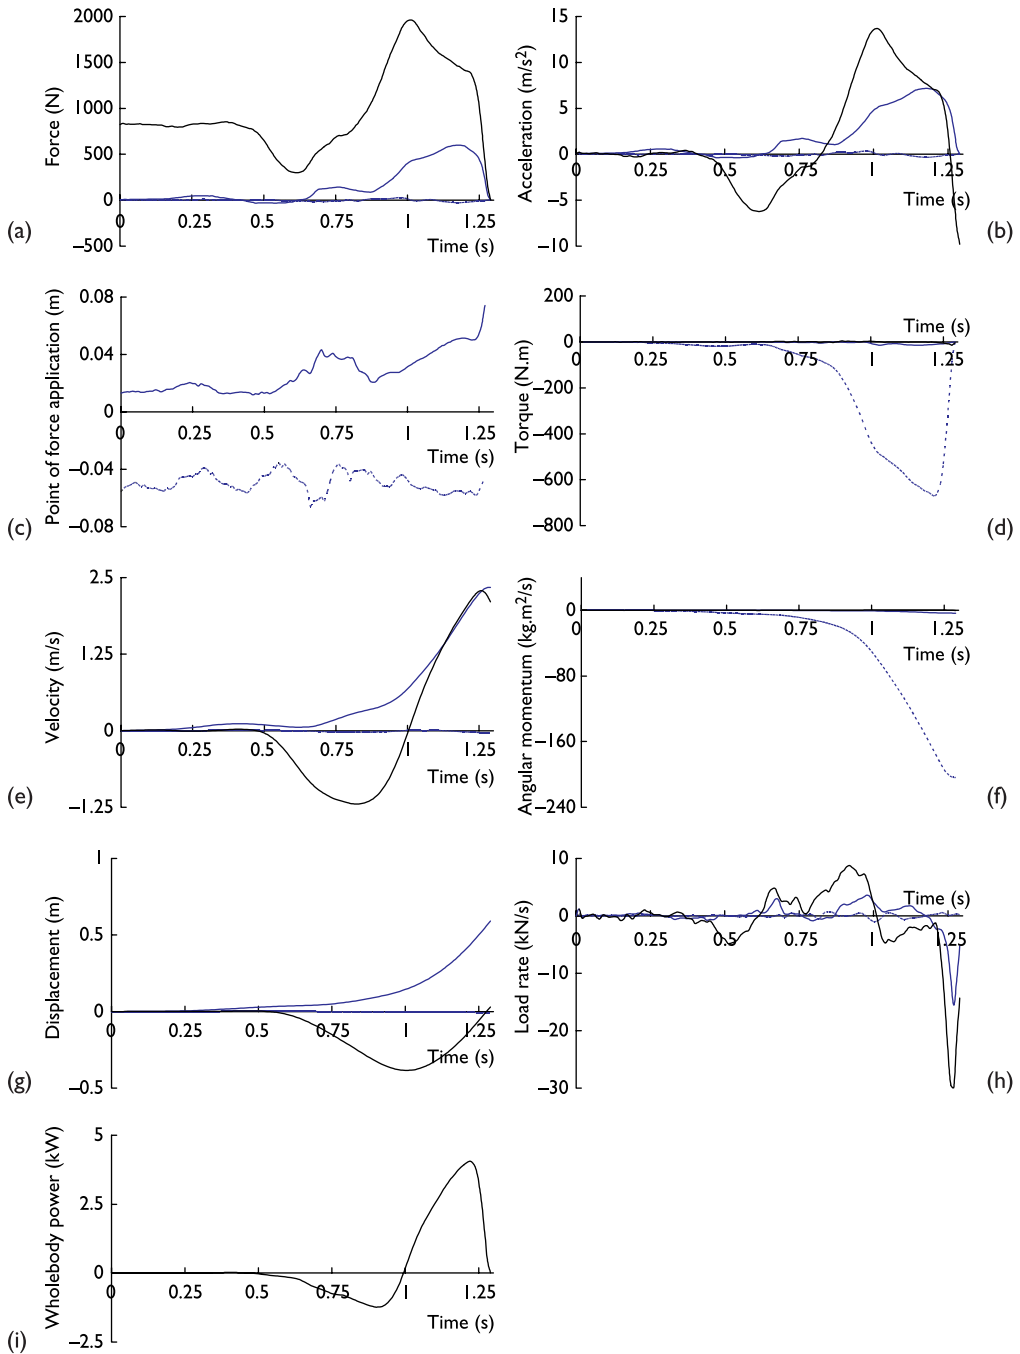 Force (N)
2000
1500
1000
500
0
−500
0 0.25 0.5 0.75 1 1.25
Time (s)
(a)
Acceleration (m/s²)
15
10
5
0
−5
−10
0 0.25 0.5 0.75 1 1.25
Time (s)
(b)
Point of force application (m)
0.08
0.04
0
−0.04
−0.08
0 0.25 0.5 0.75 1 1.25
Time (s)
(c)
Torque (N.m)
200
0
−200
−400
−600
−800
Time (s)
0 0.25 0.5 0.75 1 1.25
(d)
Velocity (m/s)
2.5
1.25
0
−1.25
0 0.25 0.5 0.75 1 1.25
Time (s)
(e)
Angular momentum (kg.m²/s)
0
−80
−160
−240
0 0.25 0.5 0.75 1 1.25
Time (s)
(f)
Displacement (m)
1
0.5
0
−0.5
0 0.25 0.5 0.75 1 1.25
Time (s)
(g)
Load rate (kN/s)
10
0
−10
−20
−30
Time (s)
0 0.25 0.5 0.75 1 1.25
(h)
Wholebody power (kW)
5
2.5
0
−2.5
0 0.25 0.5 0.75 1 1.25
Time (s)
(i)